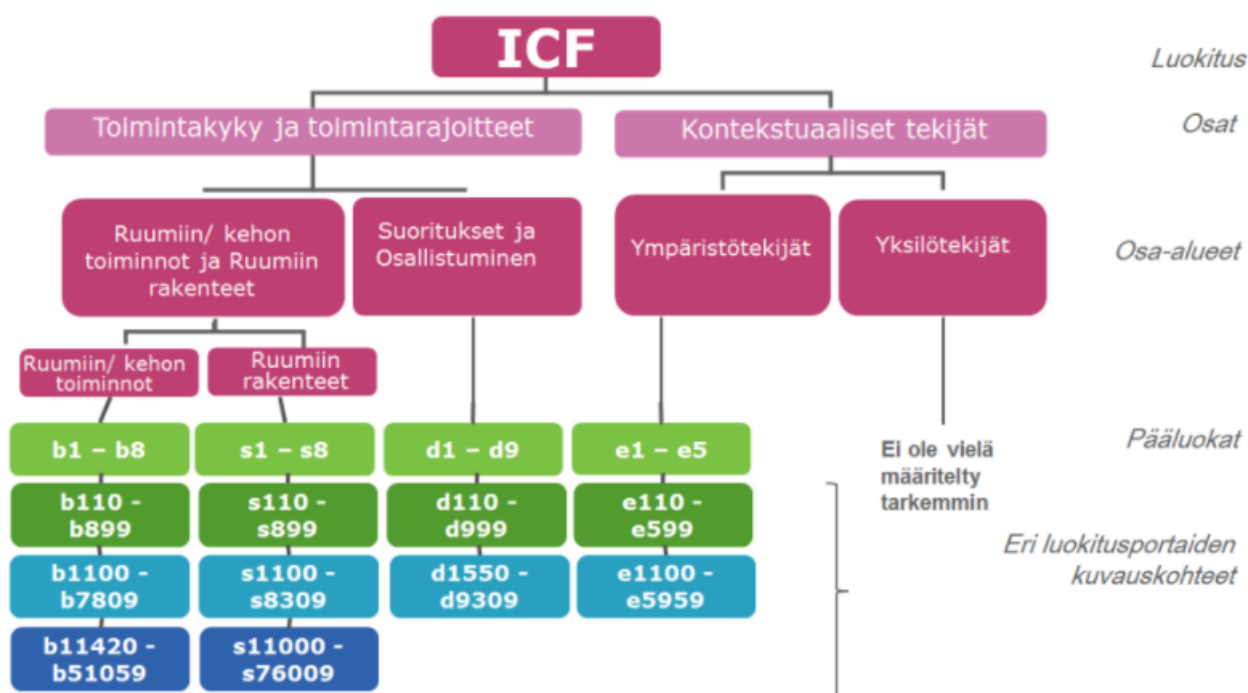 ICF
Luokitus
Toimintakyky ja toimintarajoitteet
Kontekstuaaliset tekijät
Osat
Ruumiin/ kehon
toiminnot ja Ruumiin
rakenteet
Suoritukset ja
Osallistuminen
Ympäristötekijät
Yksilötekijät
Osa-alueet
Ruumiin/ kehon
toiminnot
Ruumiin
rakenteet
b1 – b8
s1 – s8
d1 – d9
e1 – e5
Ei ole vielä
määritelty
tarkemmin
Pääluokat
b110 -
b899
s110 -
s899
d110 -
d999
e110 -
e599
b1100 -
b7809
s1100 -
s8309
d1550 -
d9309
e1100 -
e5959
Eri luokitusportaiden
kuvauskohteet
b11420 -
b51059
s11000 -
s76009